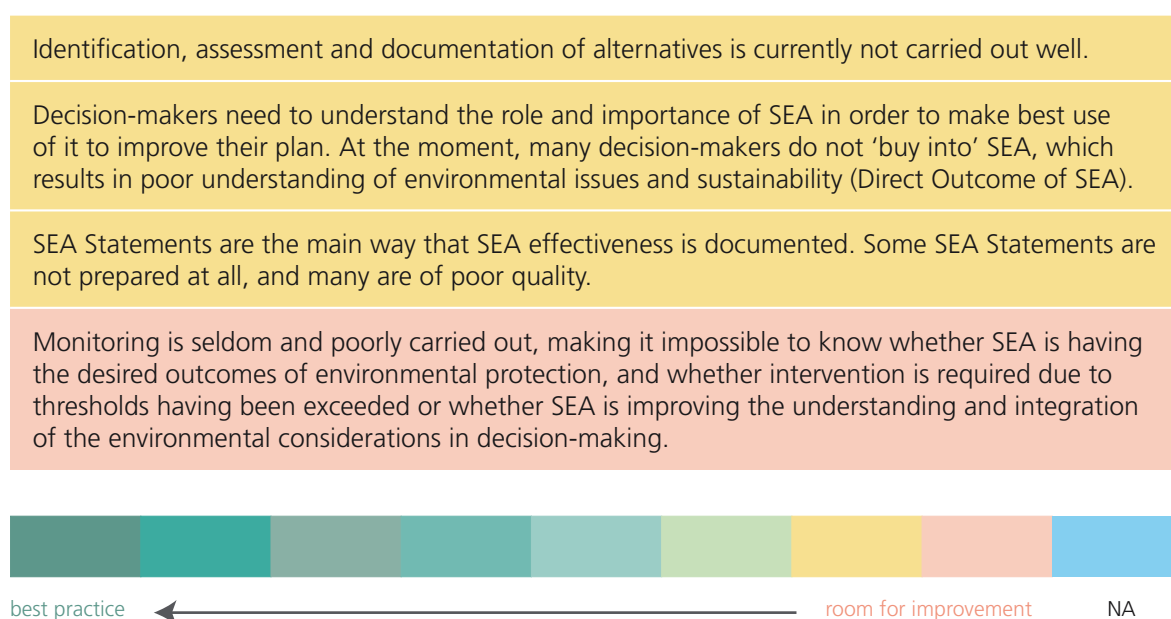 Identification, assessment and documentation of alternatives is currently not carried out well.
Decision-makers need to understand the role and importance of SEA in order to make best use
of it to improve their plan. At the moment, many decision-makers do not ‘buy into’ SEA, which
results in poor understanding of environmental issues and sustainability (Direct Outcome of SEA).
SEA Statements are the main way that SEA effectiveness is documented. Some SEA Statements are
not prepared at all, and many are of poor quality.
Monitoring is seldom and poorly carried out, making it impossible to know whether SEA is having
the desired outcomes of environmental protection, and whether intervention is required due to
thresholds having been exceeded or whether SEA is improving the understanding and integration
of the environmental considerations in decision-making.
best practice room for improvement NA